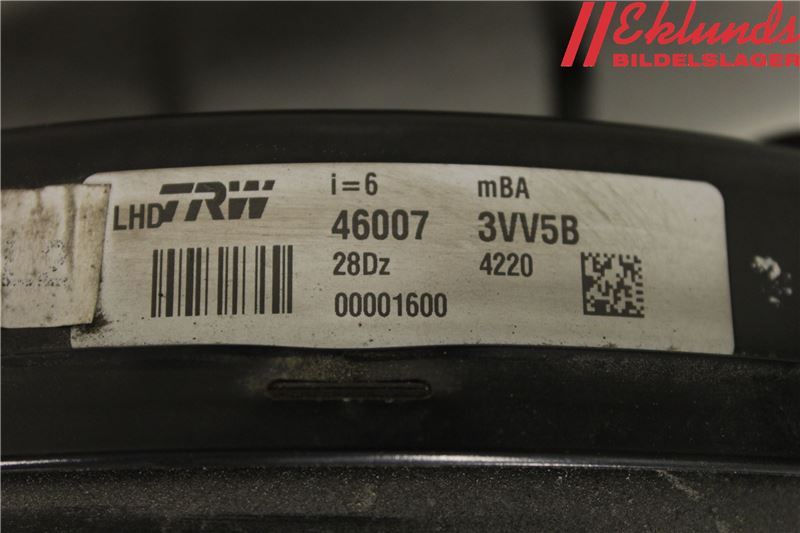 Eklunds
BILDELSLAGER
i=6 mBA
LHD TRW 46007 3VV5B
28Dz 4220
00001600